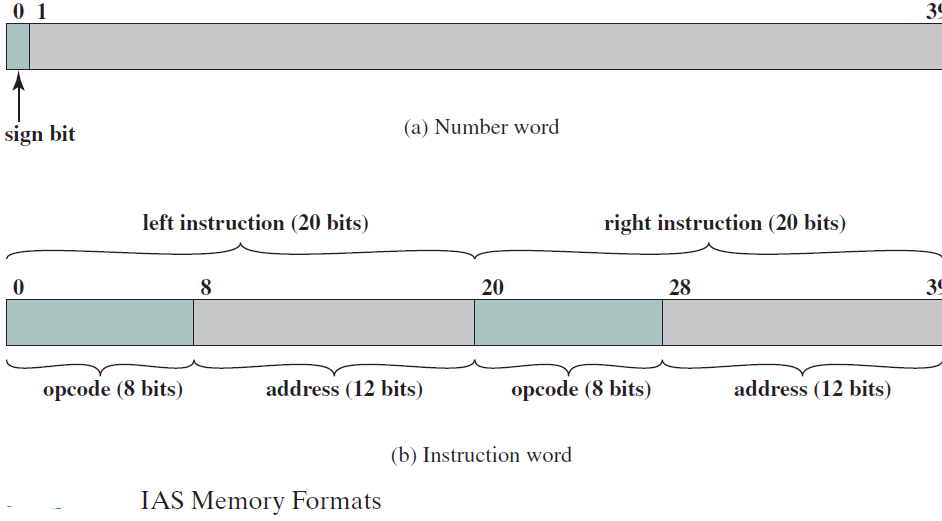 0 1 39
sign bit
(a) Number word
left instruction (20 bits) right instruction (20 bits)
0 8 20 28 39
opcode (8 bits) address (12 bits) opcode (8 bits) address (12 bits)
(b) Instruction word
IAS Memory Formats